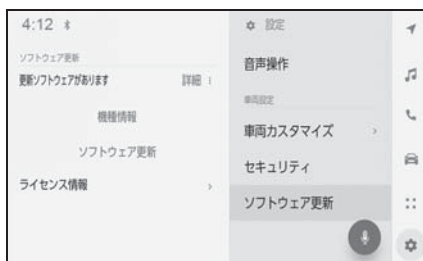 4:12
ソフトウェア更新
更新ソフトウェアがあります 詳細
機種情報
ソフトウェア更新
ライセンス情報
設定
音声操作
車両設定
車両カスタマイズ
セキュリティ
ソフトウェア更新